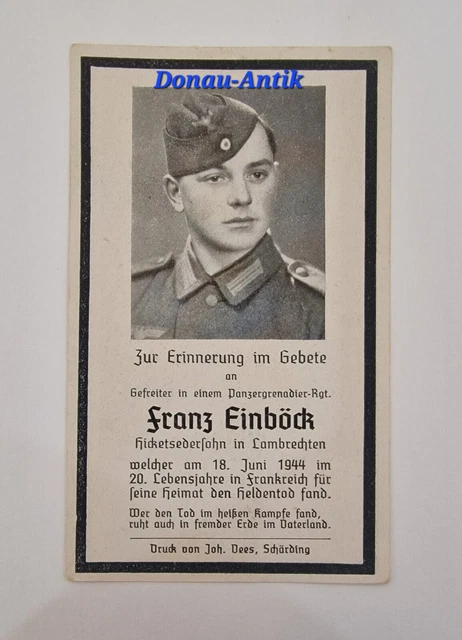 Donau-Antik
Zur Erinnerung im Gebete
an
Gefreiter in einem Panzergrenadier-Rgt.
Franz Einböck
Hicketsedersohn in Lambrechten
welcher am 18. Juni 1944 im
20. Lebensjahre in Frankreich für
seine Heimat den Heldentod fand.
Wer den Tod im heißen Kampfe fand,
ruht auch in fremder Erde im Vaterland.
Druck von Joh. Vees, Schärding